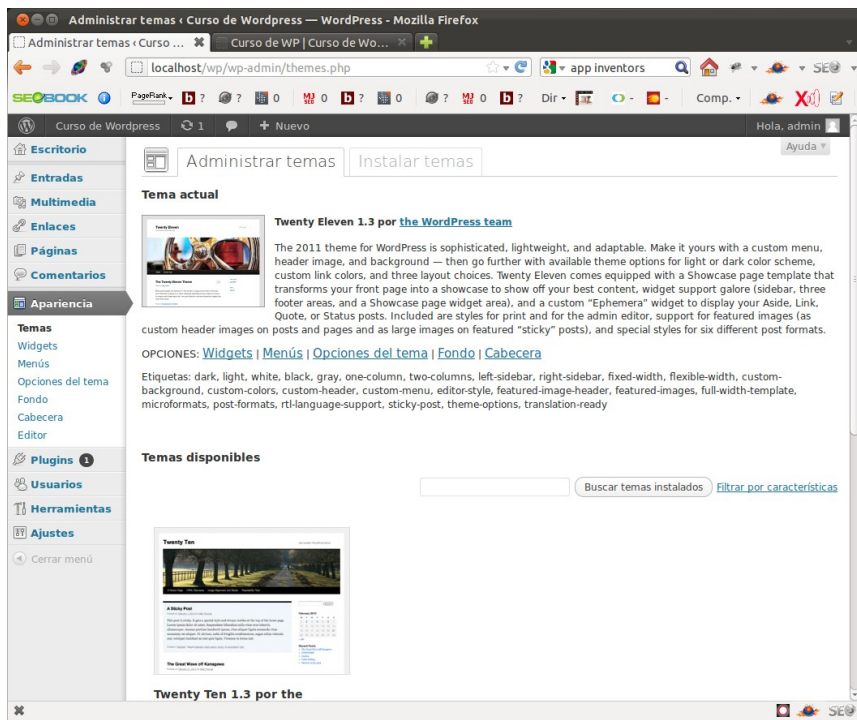 Administrar temas ‹ Curso de Wordpress — WordPress - Mozilla Firefox
Administrar temas ‹ Curso ...
Curso de WP | Curso de Wo...
localhost/wp/wp-admin/themes.php
app inventors
SEO
SEOBOOK
PageRank
? ? 0 0 ? 0 ? 0 ?
Dir
Comp.
Curso de Wordpress
1
+ Nuevo
Hola, admin
Ayuda
Escritorio
Entradas
Multimedia
Enlaces
Páginas
Comentarios
Apariencia
Temas
Widgets
Menús
Opciones del tema
Fondo
Cabecera
Editor
Plugins 1
Usuarios
Herramientas
Ajustes
Cerrar menú
Administrar temas
Instalar temas
Tema actual
Twenty Eleven
Twenty Eleven 1.3 por the WordPress team
The 2011 theme for WordPress is sophisticated, lightweight, and adaptable. Make it yours with a custom menu,
header image, and background — then go further with available theme options for light or dark color scheme,
custom link colors, and three layout choices. Twenty Eleven comes equipped with a Showcase page template that
transforms your front page into a showcase to show off your best content, widget support galore (sidebar, three
footer areas, and a Showcase page widget area), and a custom “Ephemera” widget to display your Aside, Link,
Quote, or Status posts. Included are styles for print and for the admin editor, support for featured images (as
custom header images on posts and pages and as large images on featured “sticky” posts), and special styles for six different post formats.
OPCIONES: Widgets | Menús | Opciones del tema | Fondo | Cabecera
Etiquetas: dark, light, white, black, gray, one-column, two-columns, left-sidebar, right-sidebar, fixed-width, flexible-width, custom-
background, custom-colors, custom-header, custom-menu, editor-style, featured-image-header, featured-images, full-width-template,
microformats, post-formats, rtl-language-support, sticky-post, theme-options, translation-ready
Temas disponibles
Buscar temas instalados
Filtrar por características
Twenty Ten
A Sticky Post
The Great Wave off Kanagawa
Twenty Ten 1.3 por the
SEO